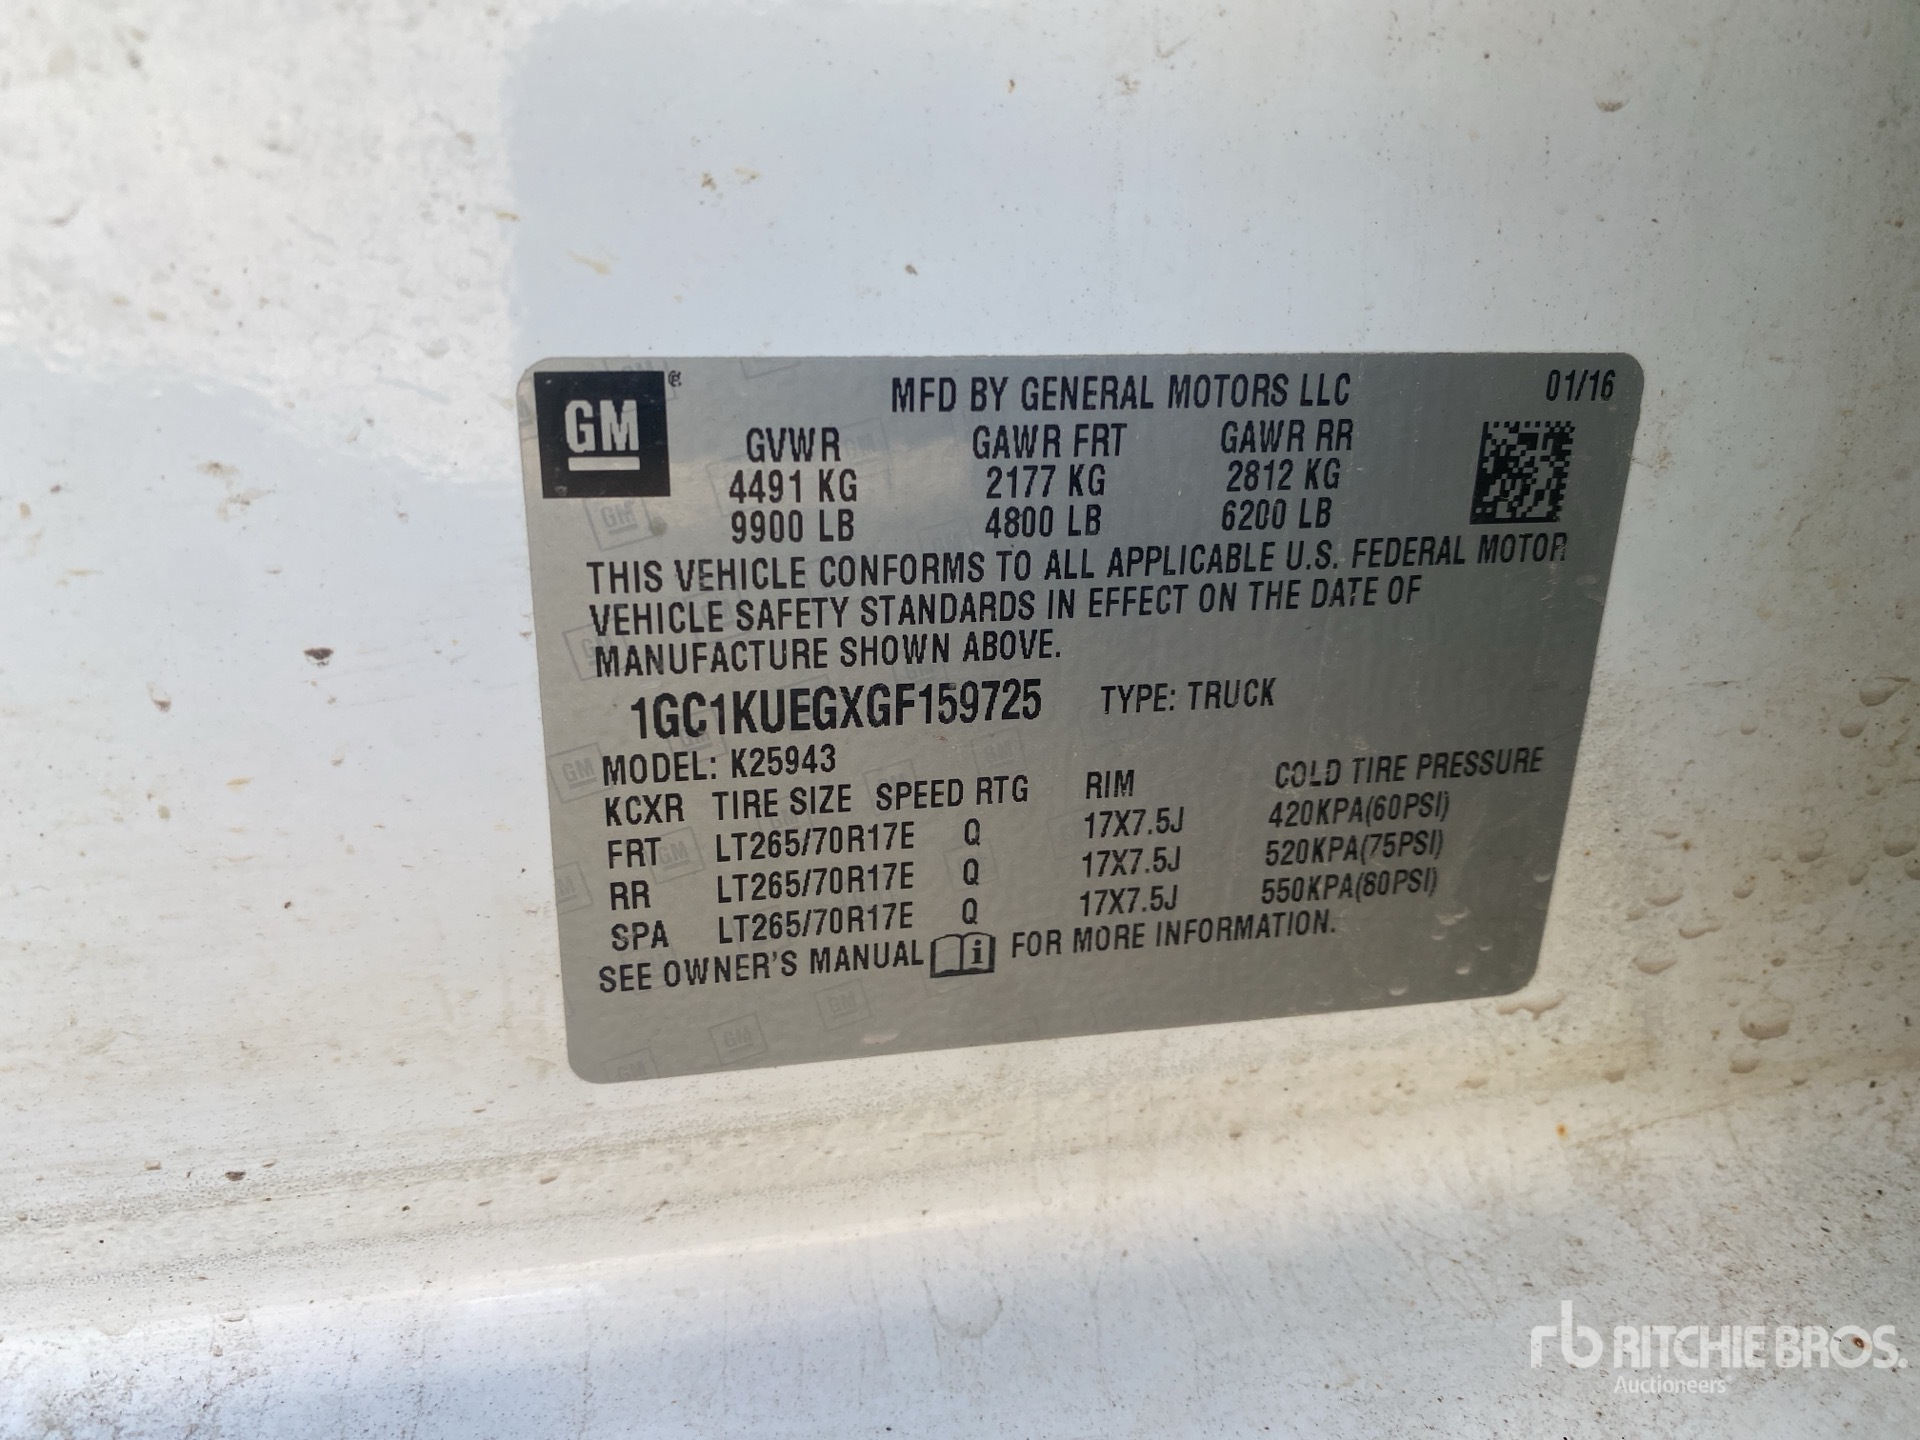 GM
MFD BY GENERAL MOTORS LLC 01/16
GVWR GAWR FRT GAWR RR
4491 KG 2177 KG 2812 KG
9900 LB 4800 LB 6200 LB
THIS VEHICLE CONFORMS TO ALL APPLICABLE U.S. FEDERAL MOTOR
VEHICLE SAFETY STANDARDS IN EFFECT ON THE DATE OF
MANUFACTURE SHOWN ABOVE.
1GC1KUEGXGF159725 TYPE: TRUCK
MODEL: K25943
KCXR TIRE SIZE SPEED RTG RIM COLD TIRE PRESSURE
FRT LT265/70R17E Q 17X7.5J 420KPA(60PSI)
RR LT265/70R17E Q 17X7.5J 520KPA(75PSI)
SPA LT265/70R17E Q 17X7.5J 550KPA(80PSI)
SEE OWNER'S MANUAL i FOR MORE INFORMATION.
rb RITCHIE BROS.
Auctioneers